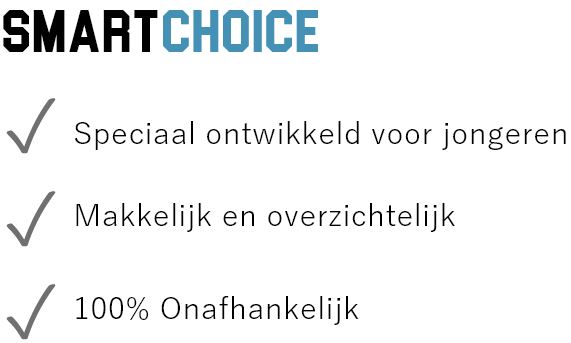 SMARTCHOICE
Speciaal ontwikkeld voor jongeren
Makkelijk en overzichtelijk
100% Onafhankelijk